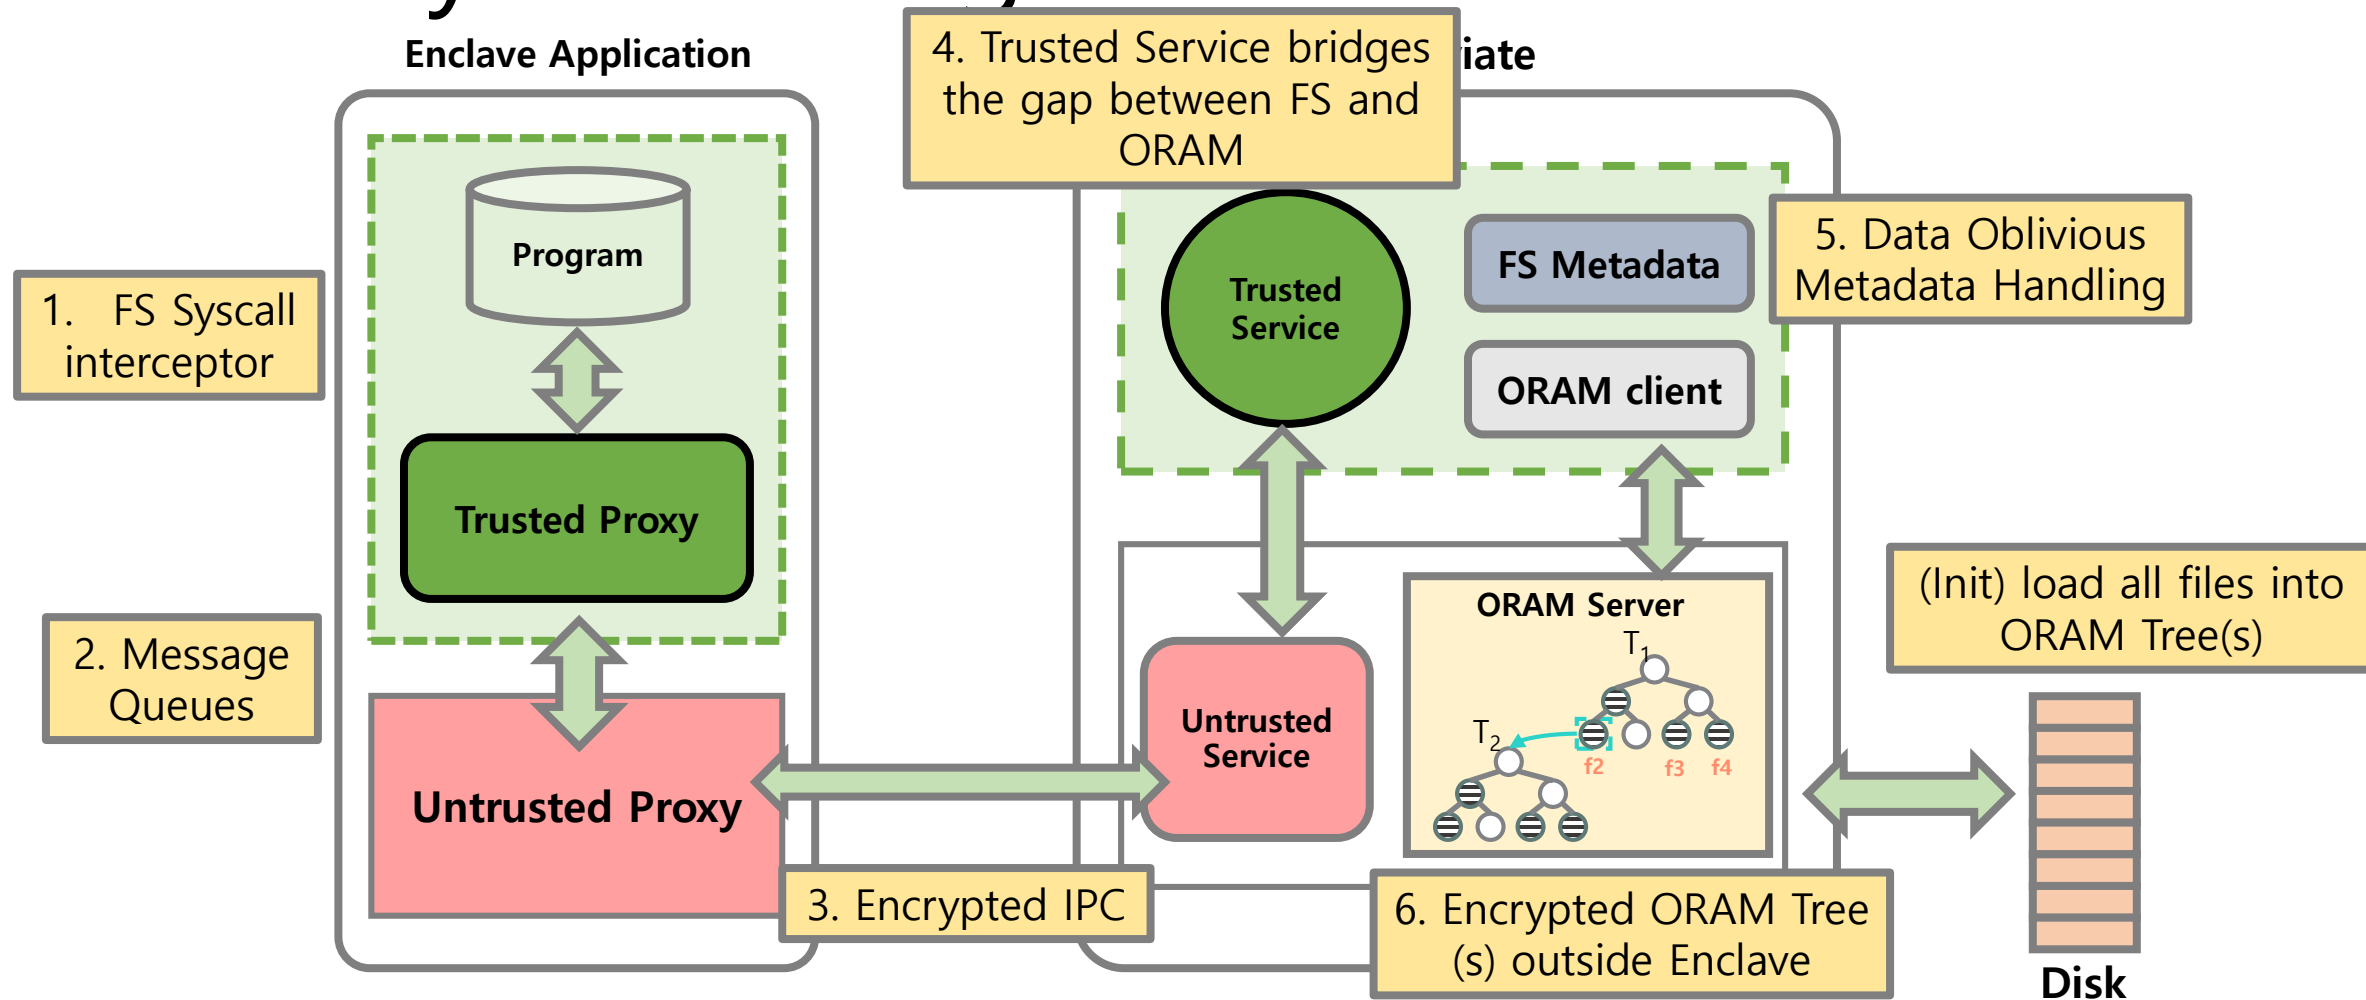 Enclave Application
4. Trusted Service bridges
the gap between FS and
ORAM
iate
Program
1. FS Syscall
interceptor
Trusted
Service
FS Metadata
5. Data Oblivious
Metadata Handling
ORAM client
Trusted Proxy
2. Message
Queues
Untrusted Proxy
Untrusted
Service
ORAM Server
T1
T2
f2
f3
f4
(Init) load all files into
ORAM Tree(s)
3. Encrypted IPC
6. Encrypted ORAM Tree
(s) outside Enclave
Disk